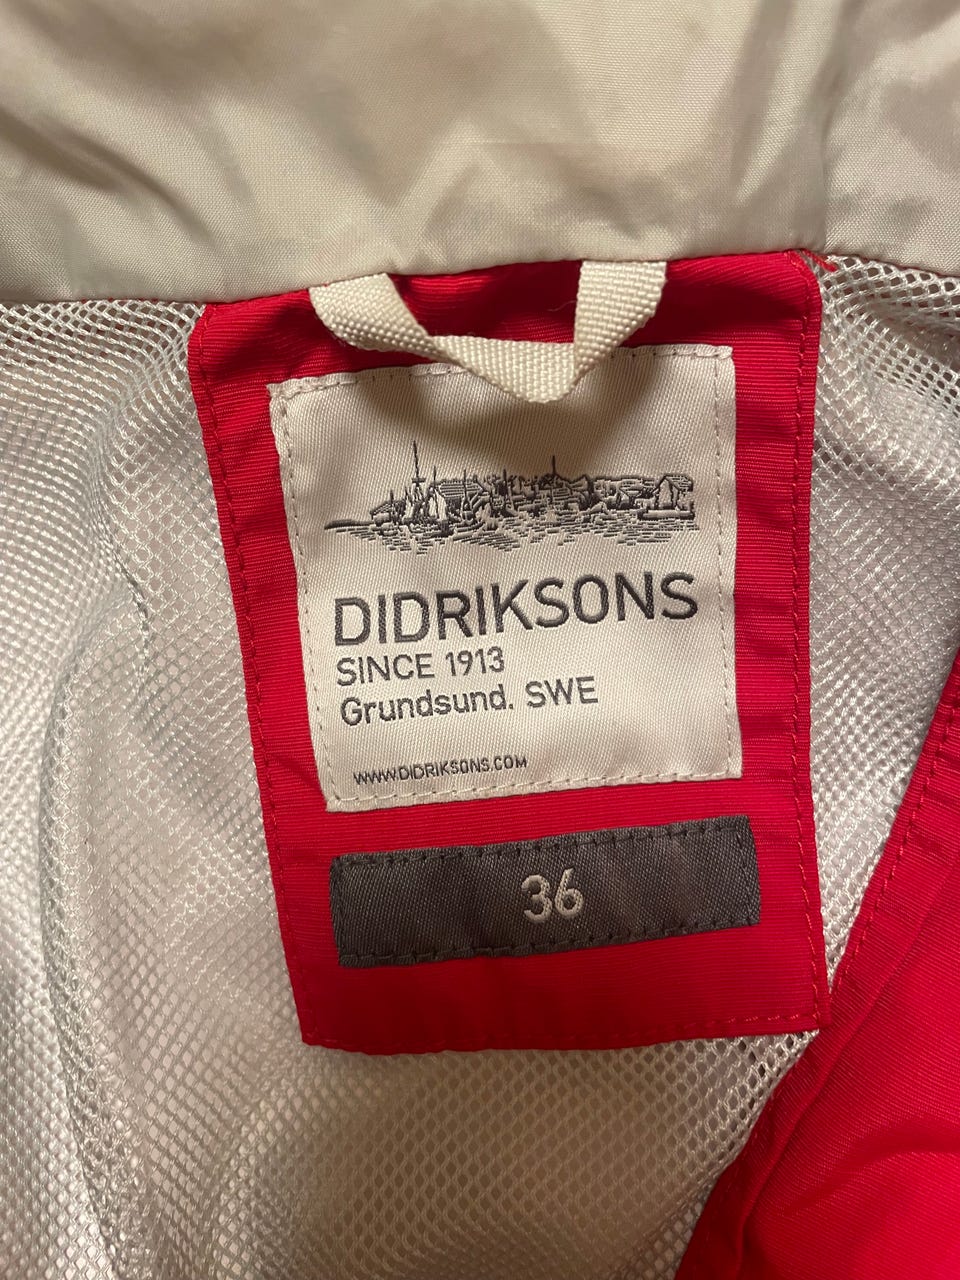 DIDRIKSONS
SINCE 1913
Grundsund. SWE
WWW.DIDRIKSONS.COM
36